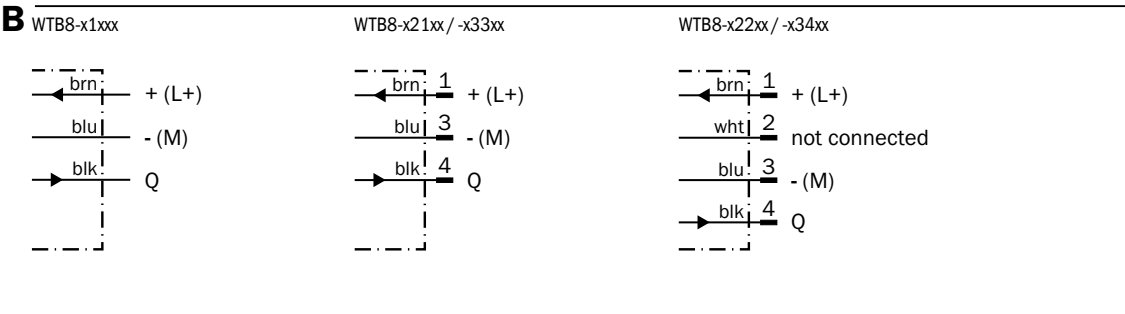 B
WTB8-x1xxx
brn + (L+)
blu - (M)
blk Q
WTB8-x21xx / -x33xx
brn 1 + (L+)
blu 3 - (M)
blk 4 Q
WTB8-x22xx / -x34xx
brn 1 + (L+)
wht 2 not connected
blu 3 - (M)
blk 4 Q